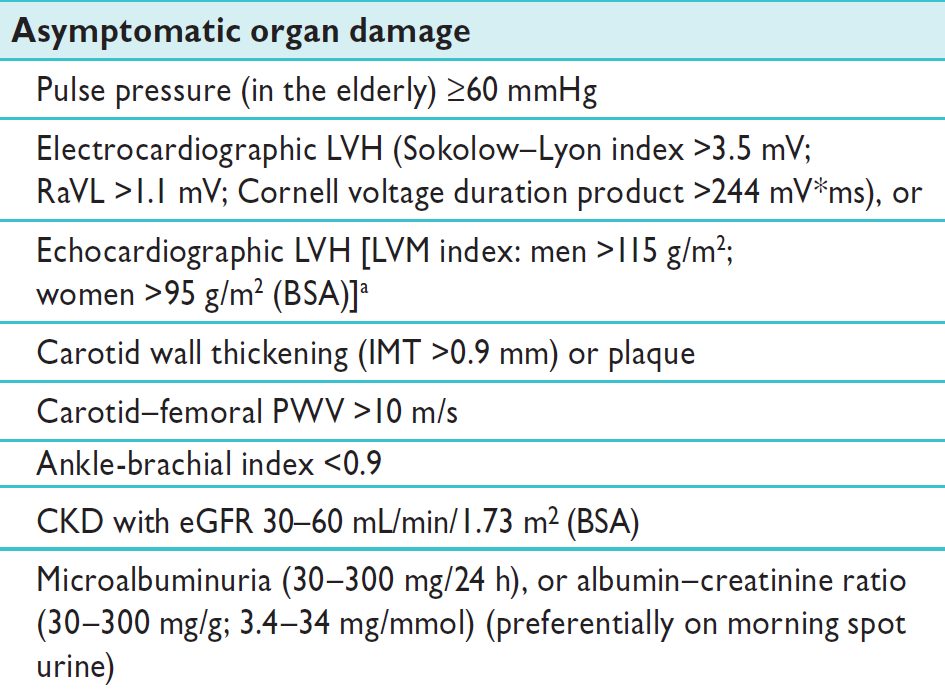 Asymptomatic organ damage
Pulse pressure (in the elderly) ≥60 mmHg
Electrocardiographic LVH (Sokolow–Lyon index >3.5 mV;
RaVL >1.1 mV; Cornell voltage duration product >244 mV*ms), or
Echocardiographic LVH [LVM index: men >115 g/m²;
women >95 g/m² (BSA)]ᵃ
Carotid wall thickening (IMT >0.9 mm) or plaque
Carotid–femoral PWV >10 m/s
Ankle-brachial index <0.9
CKD with eGFR 30–60 mL/min/1.73 m² (BSA)
Microalbuminuria (30–300 mg/24 h), or albumin–creatinine ratio
(30–300 mg/g; 3.4–34 mg/mmol) (preferentially on morning spot
urine)